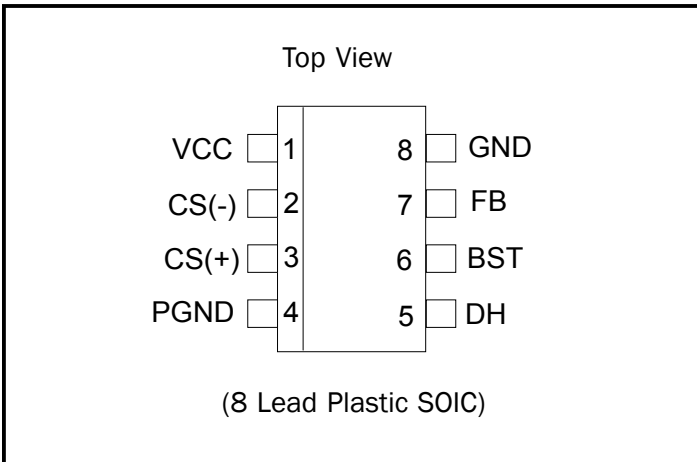 Top View
VCC 1 8 GND
CS(-) 2 7 FB
CS(+) 3 6 BST
PGND 4 5 DH
(8 Lead Plastic SOIC)